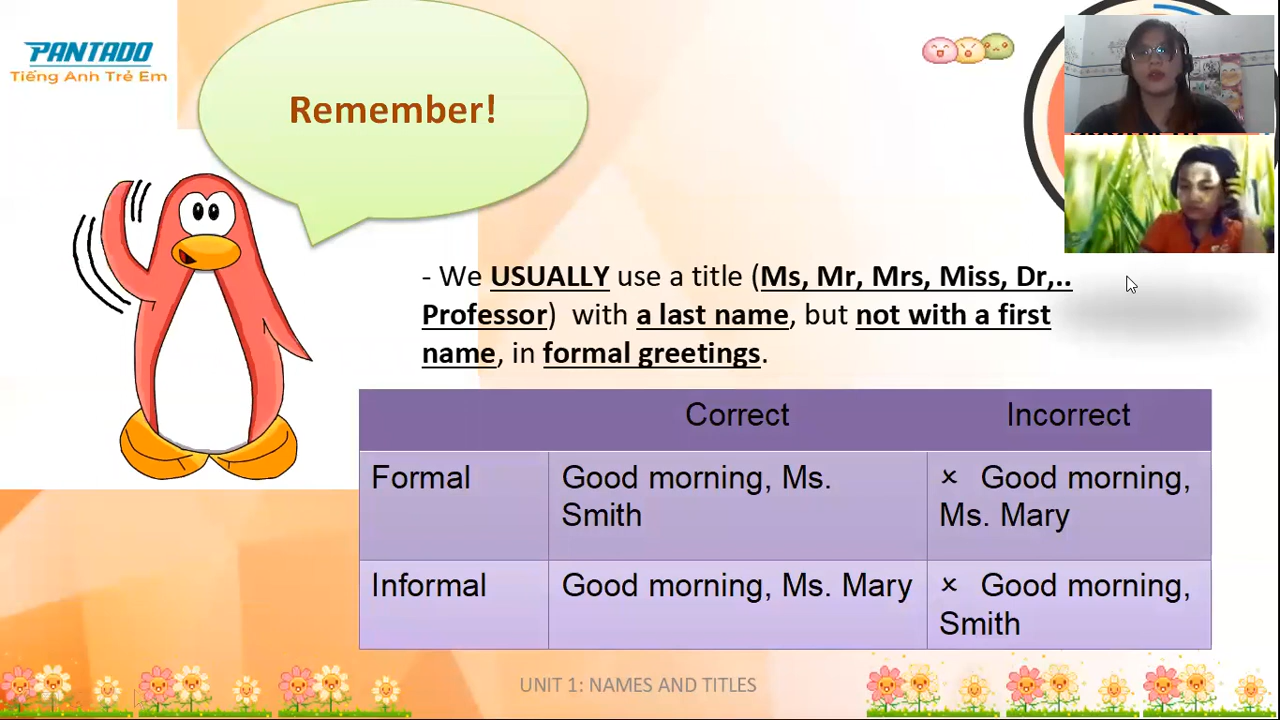 PANTADO
Tiếng Anh Trẻ Em
Remember!
- We USUALLY use a title (Ms, Mr, Mrs, Miss, Dr,..
Professor) with a last name, but not with a first
name, in formal greetings.
Correct
Incorrect
Formal
Good morning, Ms.
Smith
× Good morning,
Ms. Mary
Informal
Good morning, Ms. Mary
× Good morning,
Smith
UNIT 1: NAMES AND TITLES